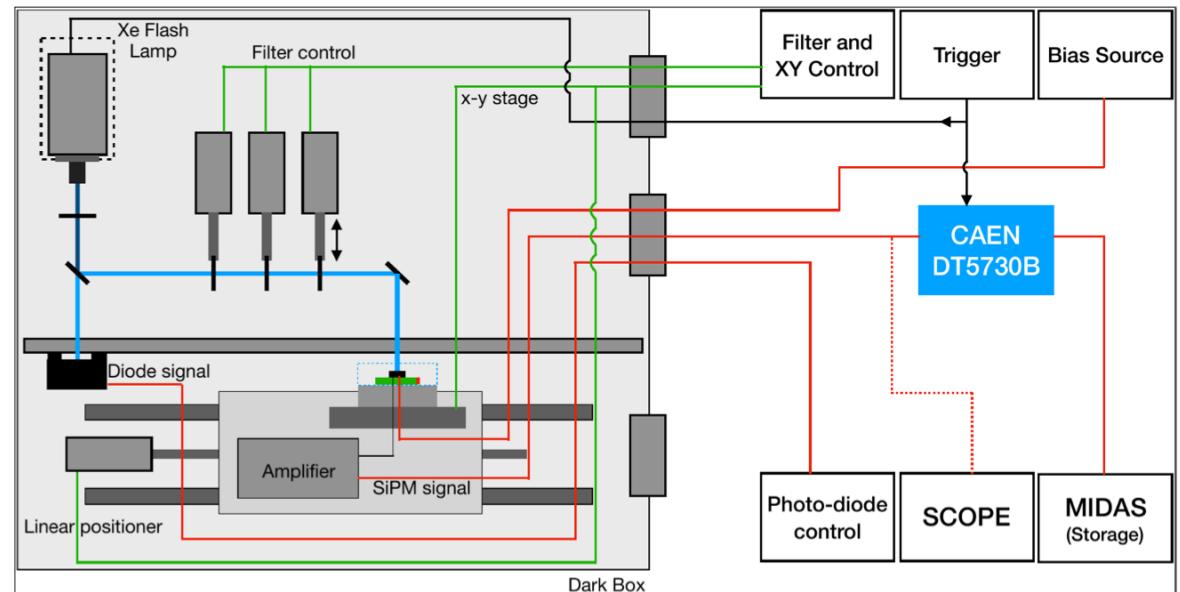 Xe Flash
Lamp
Filter control
x-y stage
Filter and
XY Control
Trigger
Bias Source
CAEN
DT5730B
Diode signal
Amplifier
SiPM signal
Linear positioner
Photo-diode
control
SCOPE
MIDAS
(Storage)
Dark Box